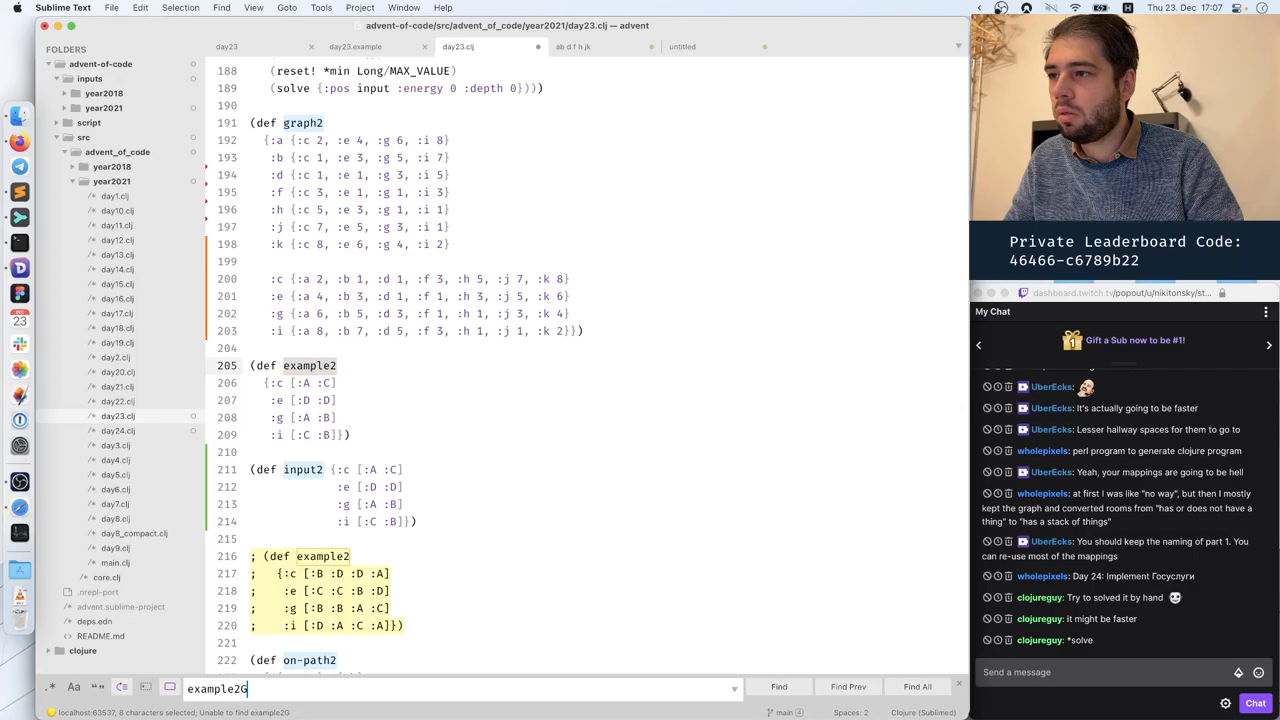 Sublime Text File Edit Selection Find View Goto Tools Project Window Help
Thu 23. Dec 17:07
advent-of-code/src/advent_of_code/year2021/day23.clj — advent
FOLDERS
advent-of-code
inputs
year2018
year2021
script
src
advent_of_code
year2018
year2021
day1.clj
day10.clj
day11.clj
day12.clj
day13.clj
day14.clj
day15.clj
day16.clj
day17.clj
day18.clj
day19.clj
day2.clj
day20.clj
day21.clj
day22.clj
day23.clj
day24.clj
day3.clj
day4.clj
day5.clj
day6.clj
day7.clj
day8.clj
day8_compact.clj
day9.clj
main.clj
core.clj
.nrepl-port
advent.sublime-project
deps.edn
README.md
clojure
day23
day23.example
day23.clj
ab d f h jk
untitled
188 (reset! *min Long/MAX_VALUE)
189 (solve {:pos input :energy 0 :depth 0})))
190
191 (def graph2
192 {:a {:c 2, :e 4, :g 6, :i 8}
193 :b {:c 1, :e 3, :g 5, :i 7}
194 :d {:c 1, :e 1, :g 3, :i 5}
195 :f {:c 3, :e 1, :g 1, :i 3}
196 :h {:c 5, :e 3, :g 1, :i 1}
197 :j {:c 7, :e 5, :g 3, :i 1}
198 :k {:c 8, :e 6, :g 4, :i 2}
199
200 :c {:a 2, :b 1, :d 1, :f 3, :h 5, :j 7, :k 8}
201 :e {:a 4, :b 3, :d 1, :f 1, :h 3, :j 5, :k 6}
202 :g {:a 6, :b 5, :d 3, :f 1, :h 1, :j 3, :k 4}
203 :i {:a 8, :b 7, :d 5, :f 3, :h 1, :j 1, :k 2}})
204
205 (def example2
206 {:c [:A :C]
207 :e [:D :D]
208 :g [:A :B]
209 :i [:C :B]})
210
211 (def input2 {:c [:A :C]
212 :e [:D :D]
213 :g [:A :B]
214 :i [:C :B]})
215
216 ; (def example2
217 ; {:c [:B :D :D :A]
218 ; :e [:C :C :B :D]
219 ; :g [:B :B :A :C]
220 ; :i [:D :A :C :A]})
221
222 (def on-path2
.* Aa “” example2G Find Find Prev Find All
localhost:63537, 8 characters selected; Unable to find example2G
main 4
Spaces: 2
Clojure (Sublimed)
Private Leaderboard Code:
46466-c6789b22
dashboard.twitch.tv/popout/u/nikitonsky/st...
My Chat
1 Gift a Sub now to be #1!
UberEcks:
UberEcks: It's actually going to be faster
UberEcks: Lesser hallway spaces for them to go to
wholepixels: perl program to generate clojure program
UberEcks: Yeah, your mappings are going to be hell
wholepixels: at first I was like "no way", but then I mostly
kept the graph and converted rooms from "has or does not have a
thing" to "has a stack of things"
UberEcks: You should keep the naming of part 1. You
can re-use most of the mappings
wholepixels: Day 24: Implement Госуслуги
clojureguy: Try to solved it by hand
clojureguy: it might be faster
clojureguy: *solve
Send a message
Chat